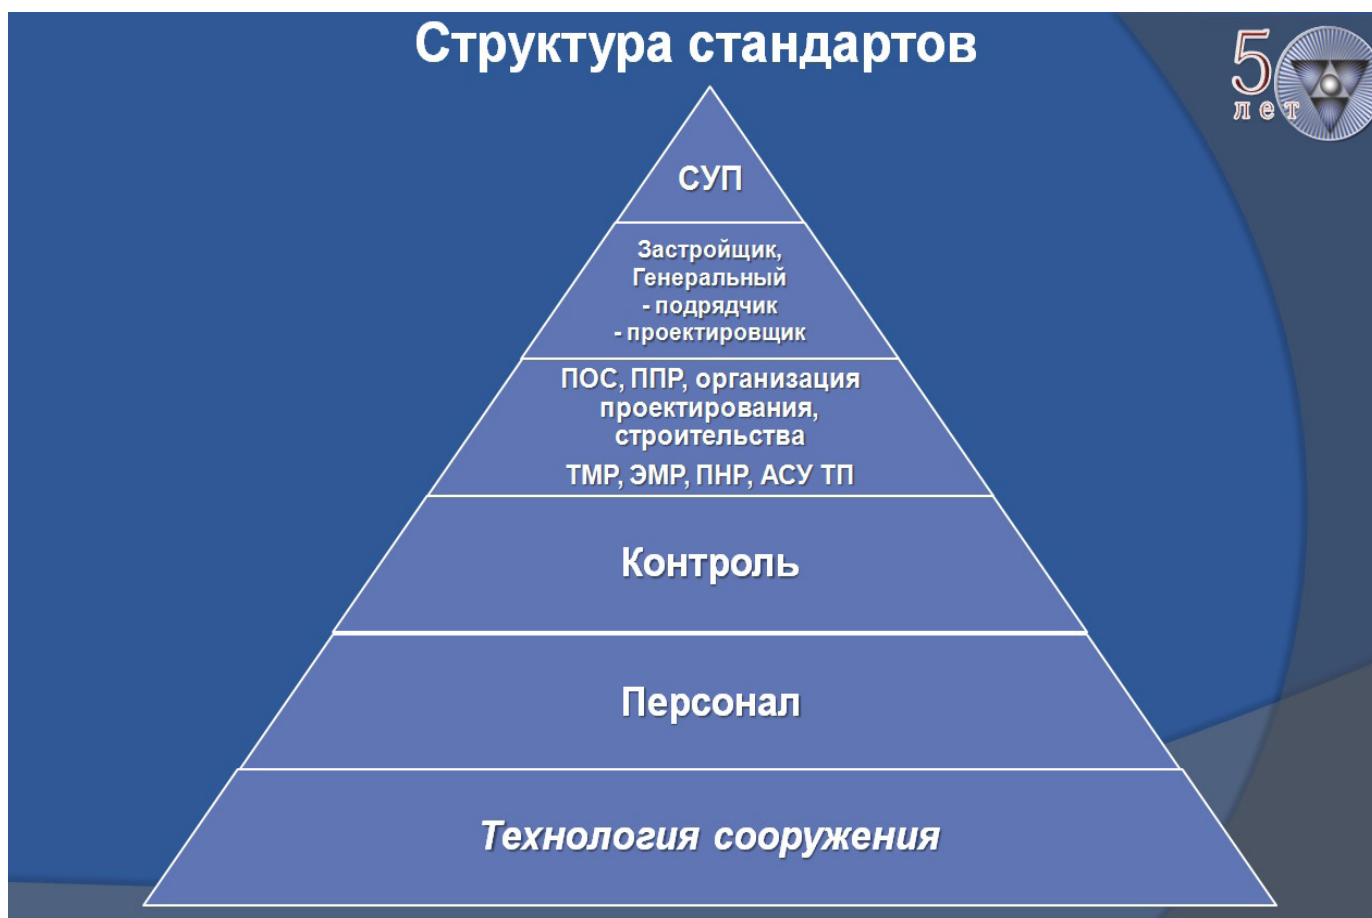 Структура стандартов
50
лет
СУП
Застройщик,
Генеральный
- подрядчик
- проектировщик
ПОС, ППР, организация
проектирования,
строительства
ТМР, ЭМР, ПНР, АСУ ТП
Контроль
Персонал
Технология сооружения